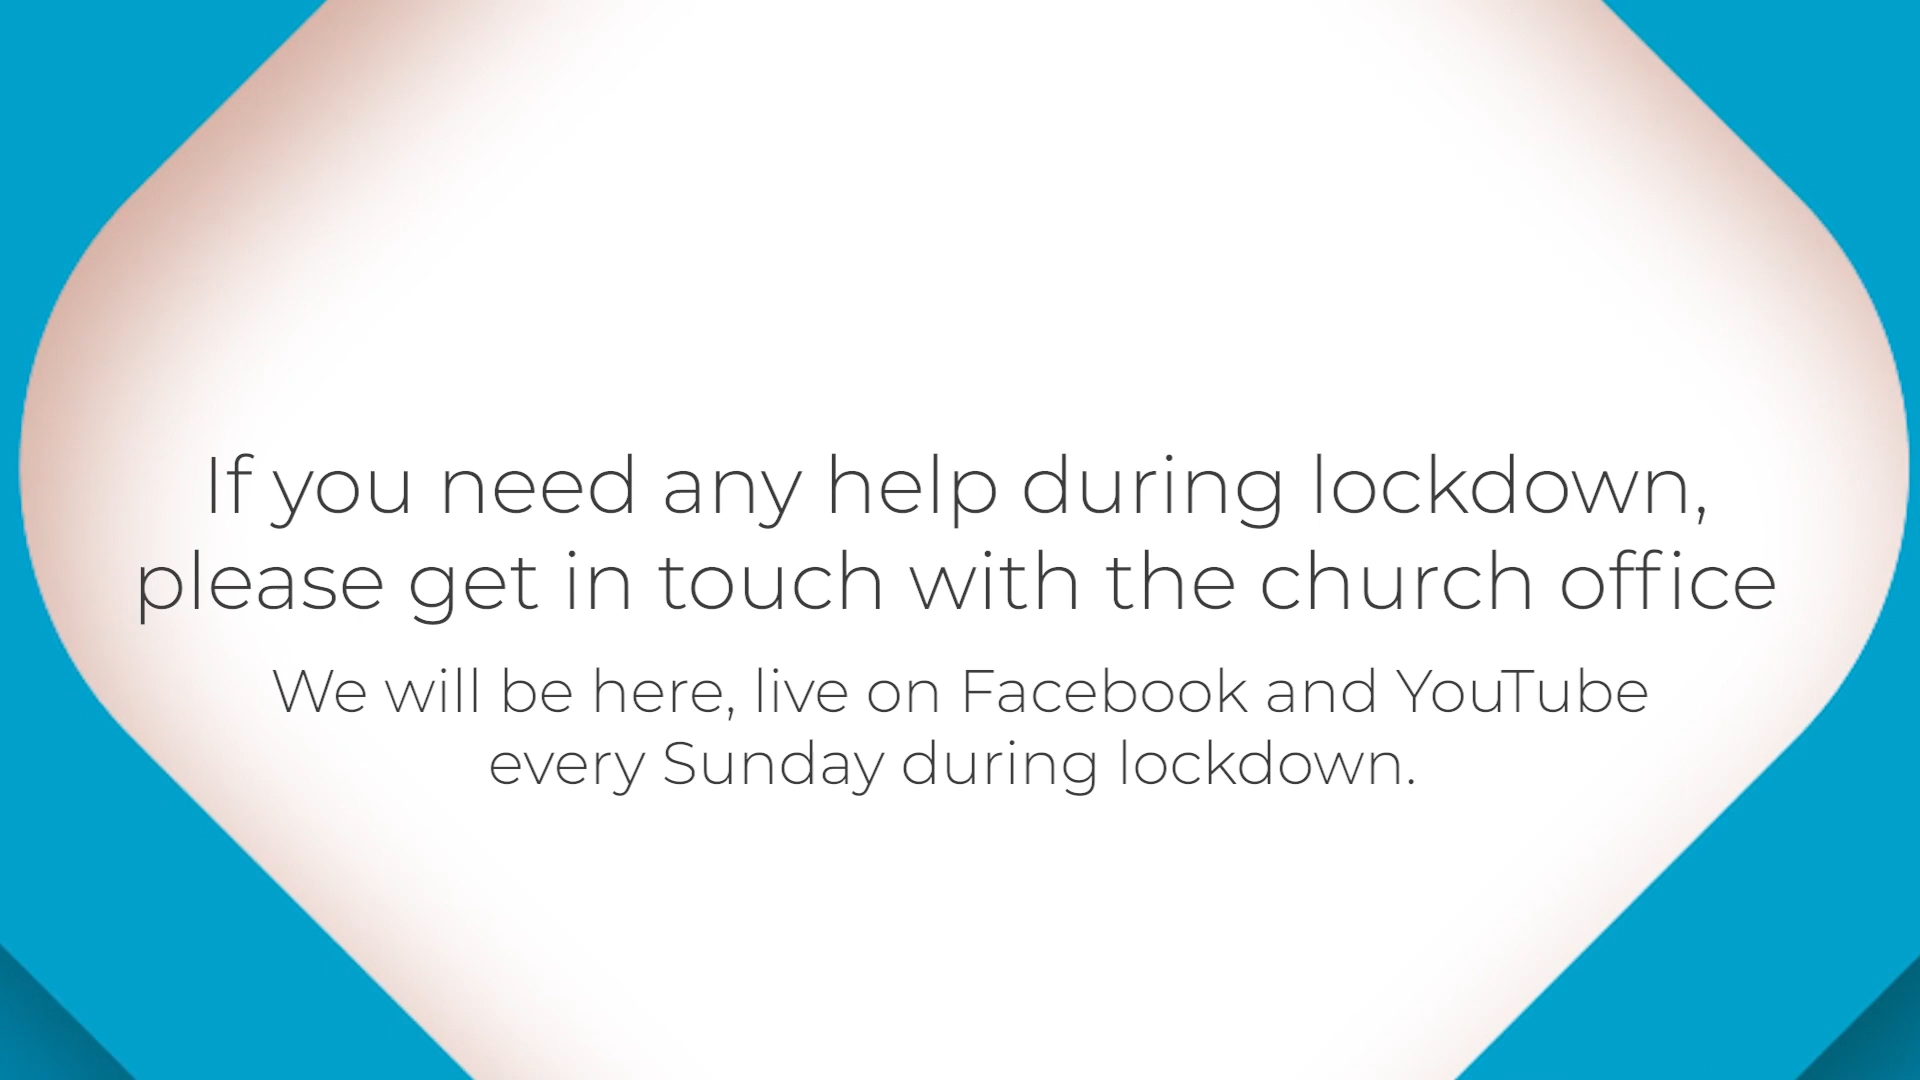 If you need any help during lockdown,
please get in touch with the church office
We will be here, live on Facebook and YouTube
every Sunday during lockdown.